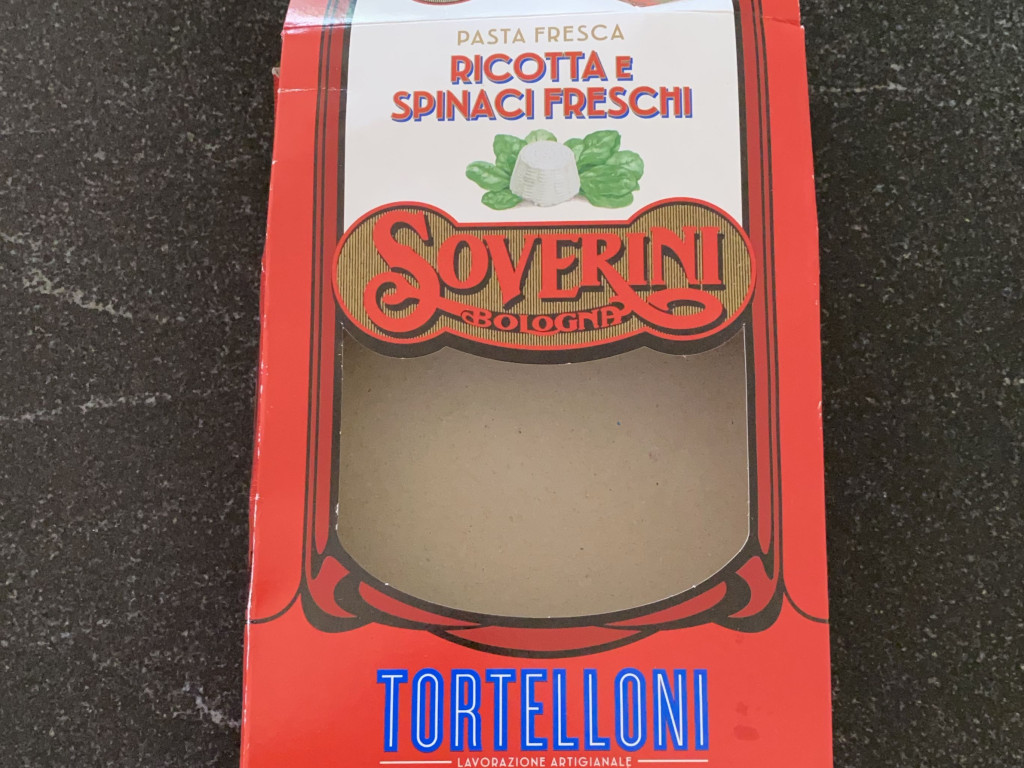 PASTA FRESCA
RICOTTA E
SPINACI FRESCHI
SOVERINI
BOLOGNA
TORTELLONI
LAVORAZIONE ARTIGIANALE